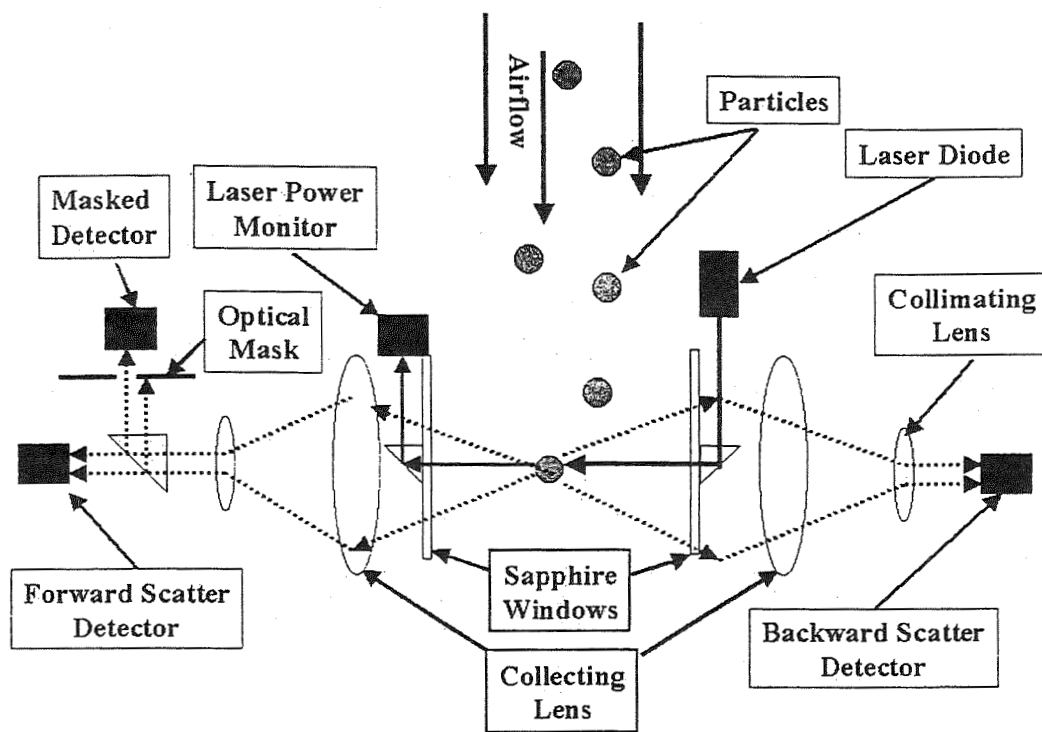 Airflow
Particles
Laser Diode
Masked
Detector
Laser Power
Monitor
Optical
Mask
Collimating
Lens
Forward Scatter
Detector
Sapphire
Windows
Collecting
Lens
Backward Scatter
Detector